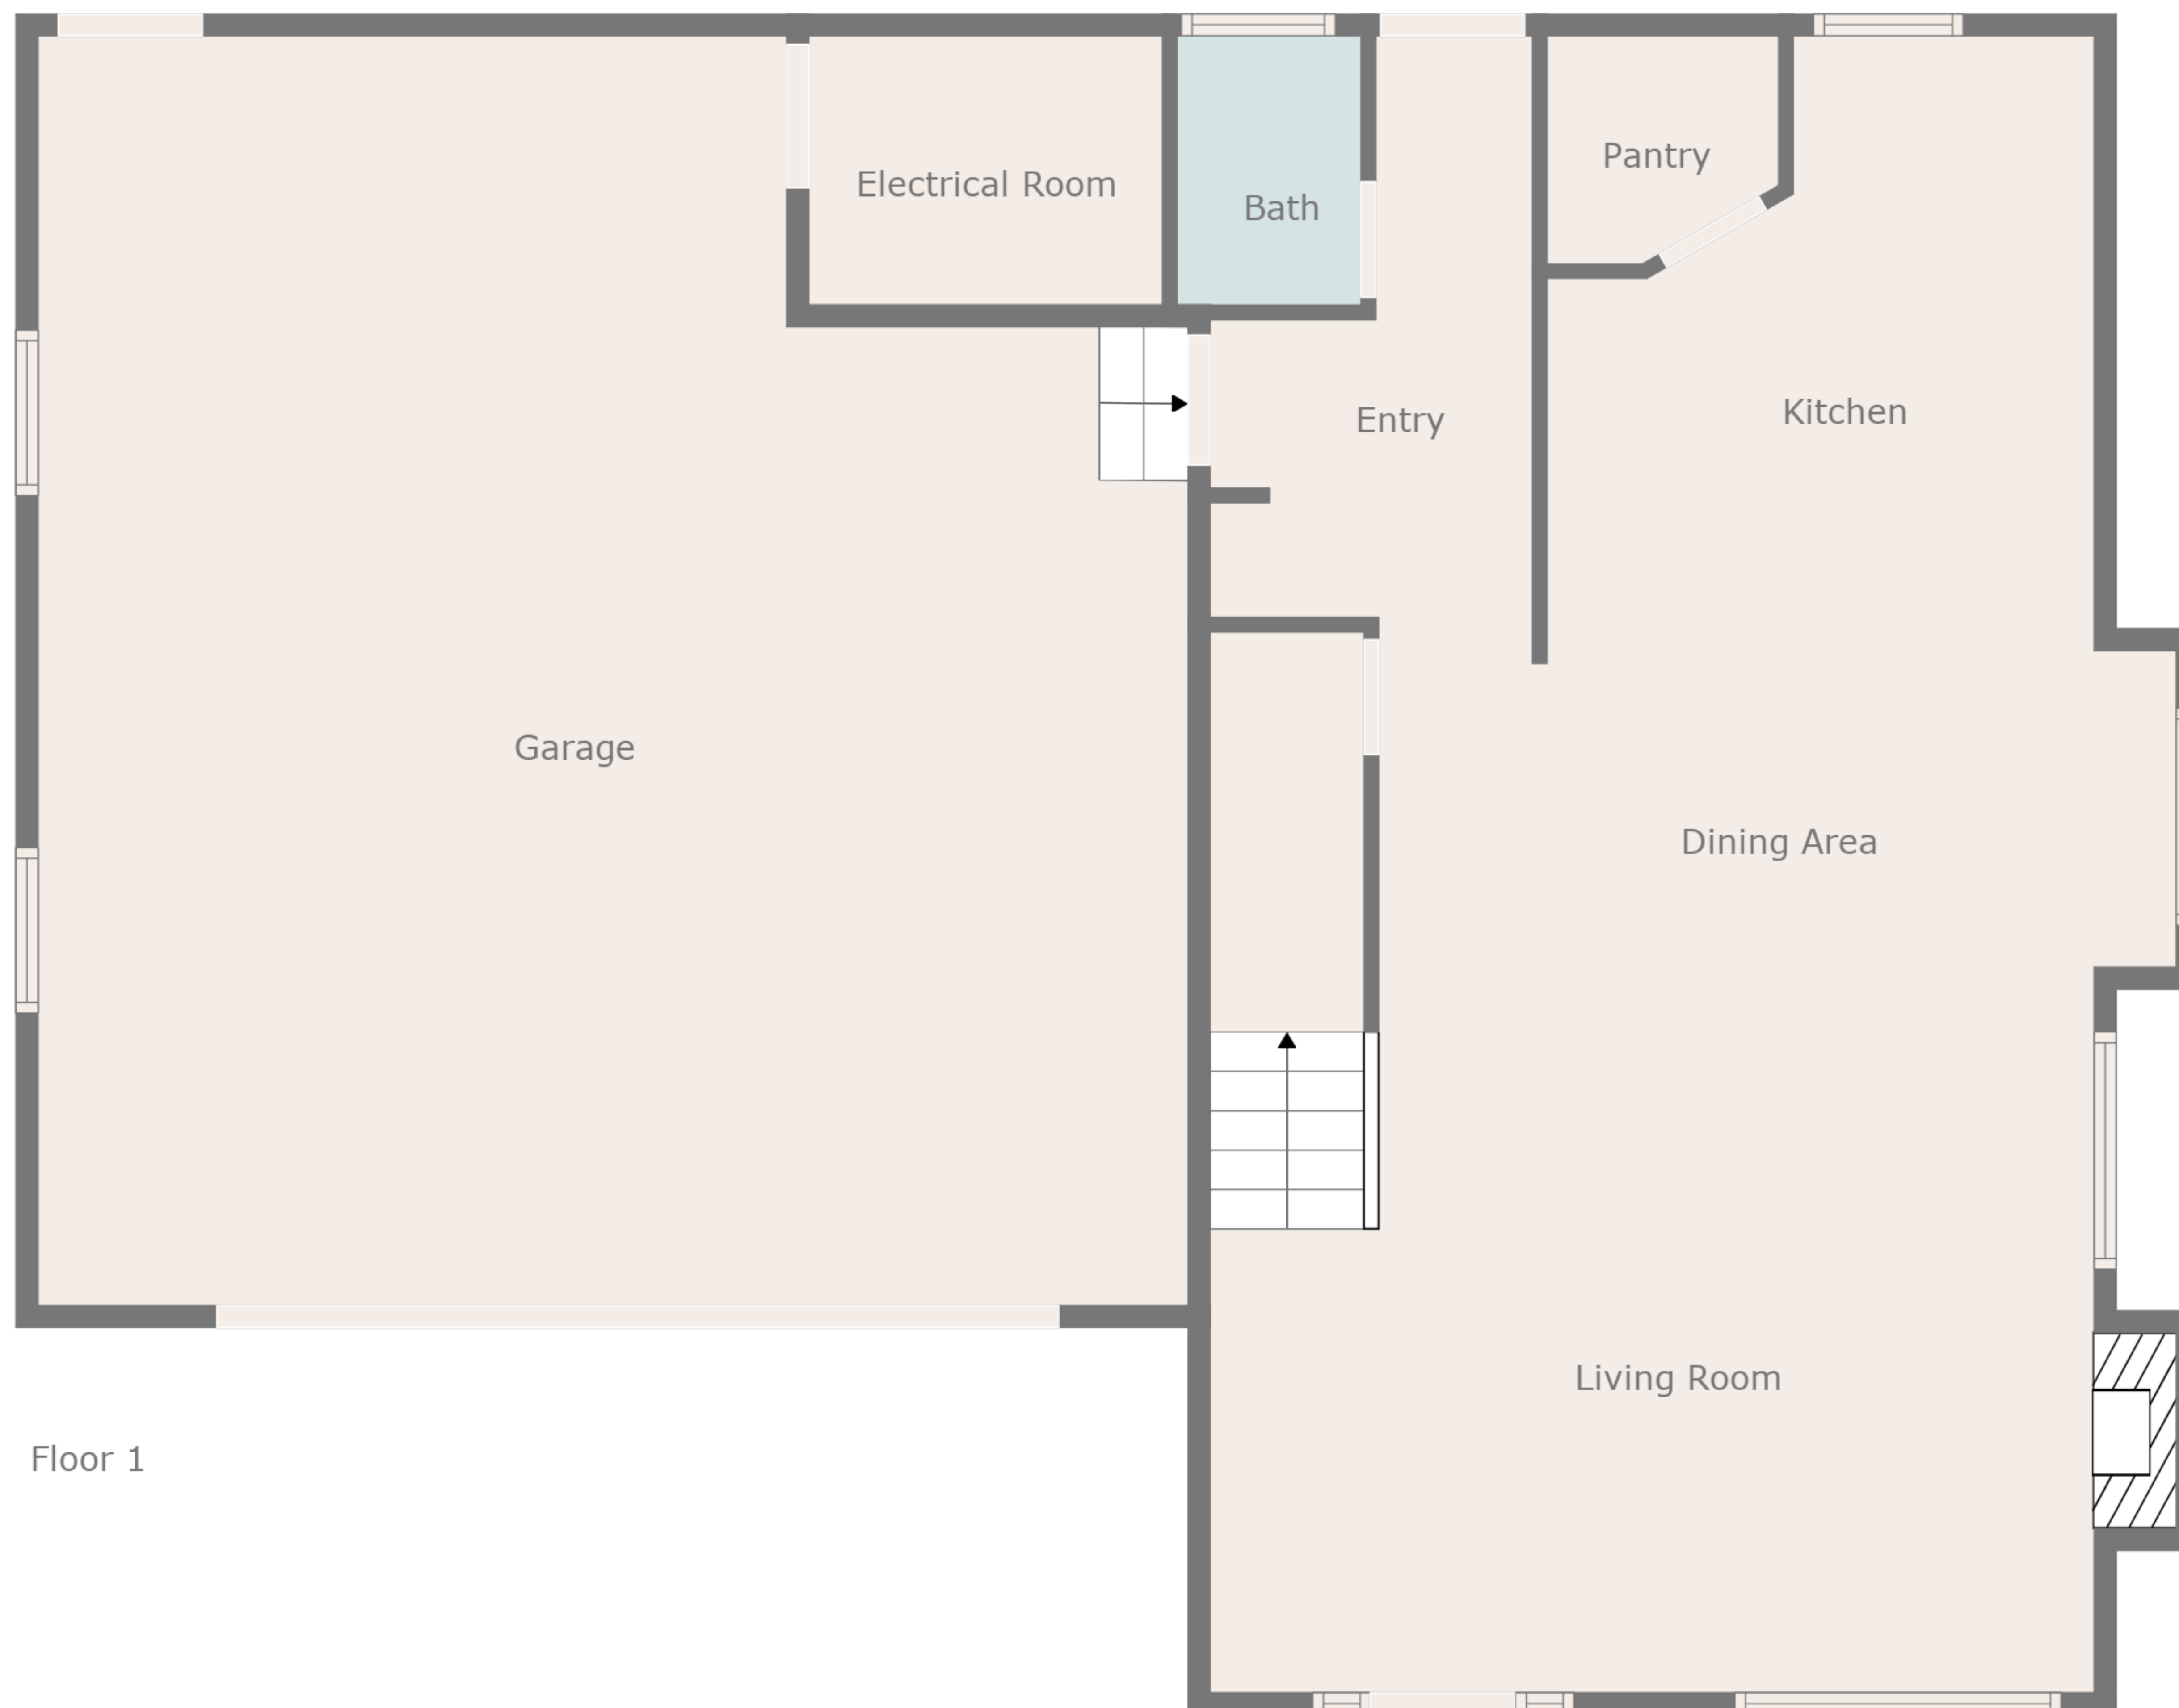 Pantry
Electrical Room
Bath
Entry
Kitchen
Garage
Dining Area
Living Room
Floor 1